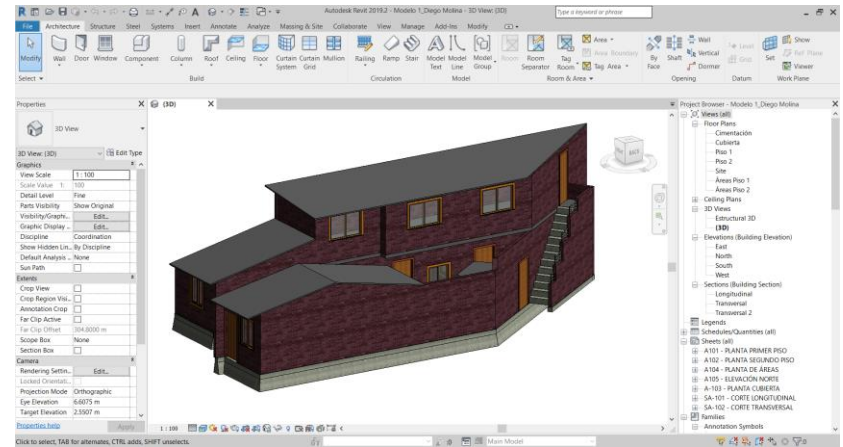 Autodesk Revit 2019.2 - Modelo 1_Diego Molina - 3D View: {3D}
Type a keyword or phrase
File Architecture Structure Steel Systems Insert Annotate Analyze Massing & Site Collaborate View Manage Add-Ins Modify
Modify Wall Door Window Component Column Roof Ceiling Floor Curtain System Curtain Grid Mullion Railing Ramp Stair Model Text Model Line Model Group Room Room Separator Tag Room
Area
Area Boundary
Tag Area
By Face Shaft
Wall
Vertical
Dormer
Level
Grid
Set
Show
Ref Plane
Viewer
Select Build Circulation Model Room & Area Opening Datum Work Plane
Properties
3D View
3D View: {3D} Edit Type
Graphics
View Scale 1 : 100
Scale Value 1: 100
Detail Level Fine
Parts Visibility Show Original
Visibility/Graphi... Edit...
Graphic Display ... Edit...
Discipline Coordination
Show Hidden Lin... By Discipline
Default Analysis ... None
Sun Path
Extents
Crop View
Crop Region Visi...
Annotation Crop
Far Clip Active
Far Clip Offset 304.8000 m
Scope Box None
Section Box
Camera
Rendering Settin... Edit...
Locked Orientati...
Projection Mode Orthographic
Eye Elevation 6.6075 m
Target Elevation 2.5507 m
Properties help Apply
{3D}
1 : 100
Project Browser - Modelo 1_Diego Molina
Views (all)
Floor Plans
Cimentación
Cubierta
Piso 1
Piso 2
Site
Áreas Piso 1
Áreas Piso 2
Ceiling Plans
3D Views
Estructural 3D
{3D}
Elevations (Building Elevation)
East
North
South
West
Sections (Building Section)
Longitudinal
Transversal
Transversal 2
Legends
Schedules/Quantities (all)
Sheets (all)
A101 - PLANTA PRIMER PISO
A102 - PLANTA SEGUNDO PISO
A104 - PLANTA DE ÁREAS
A105 - ELEVACIÓN NORTE
A-103 - PLANTA CUBIERTA
SA-101 - CORTE LONGITUDINAL
SA-102 - CORTE TRANSVERSAL
Families
Annotation Symbols
Click to select, TAB for alternates, CTRL adds, SHIFT unselects.
Main Model